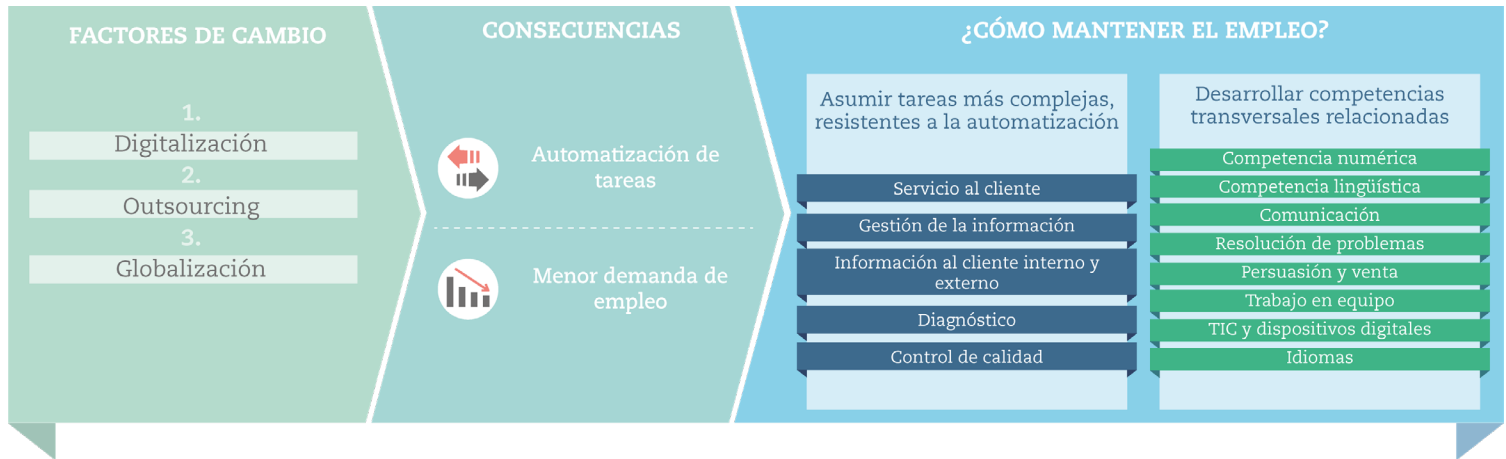 FACTORES DE CAMBIO
1.
Digitalización
2.
Outsourcing
3.
Globalización
CONSECUENCIAS
Automatización de
tareas
Menor demanda de
empleo
¿CÓMO MANTENER EL EMPLEO?
Asumir tareas más complejas,
resistentes a la automatización
Servicio al cliente
Gestión de la información
Información al cliente interno y
externo
Diagnóstico
Control de calidad
Desarrollar competencias
transversales relacionadas
Competencia numérica
Competencia lingüística
Comunicación
Resolución de problemas
Persuasión y venta
Trabajo en equipo
TIC y dispositivos digitales
Idiomas